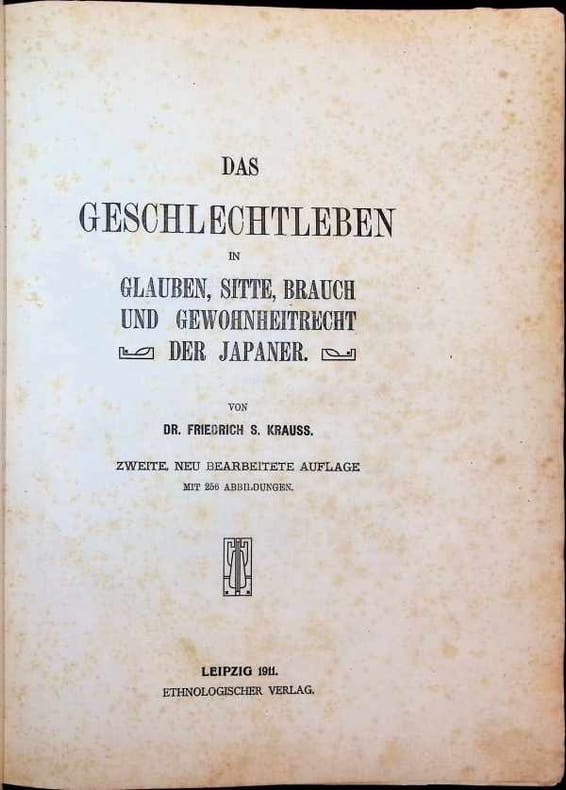 DAS
GESCHLECHTLEBEN
IN
GLAUBEN, SITTE, BRAUCH
UND GEWOHNHEITRECHT
DER JAPANER.
VON
DR. FRIEDRICH S. KRAUSS.
ZWEITE, NEU BEARBEITETE AUFLAGE
MIT 256 ABBILDUNGEN.
LEIPZIG 1911.
ETHNOLOGISCHER VERLAG.